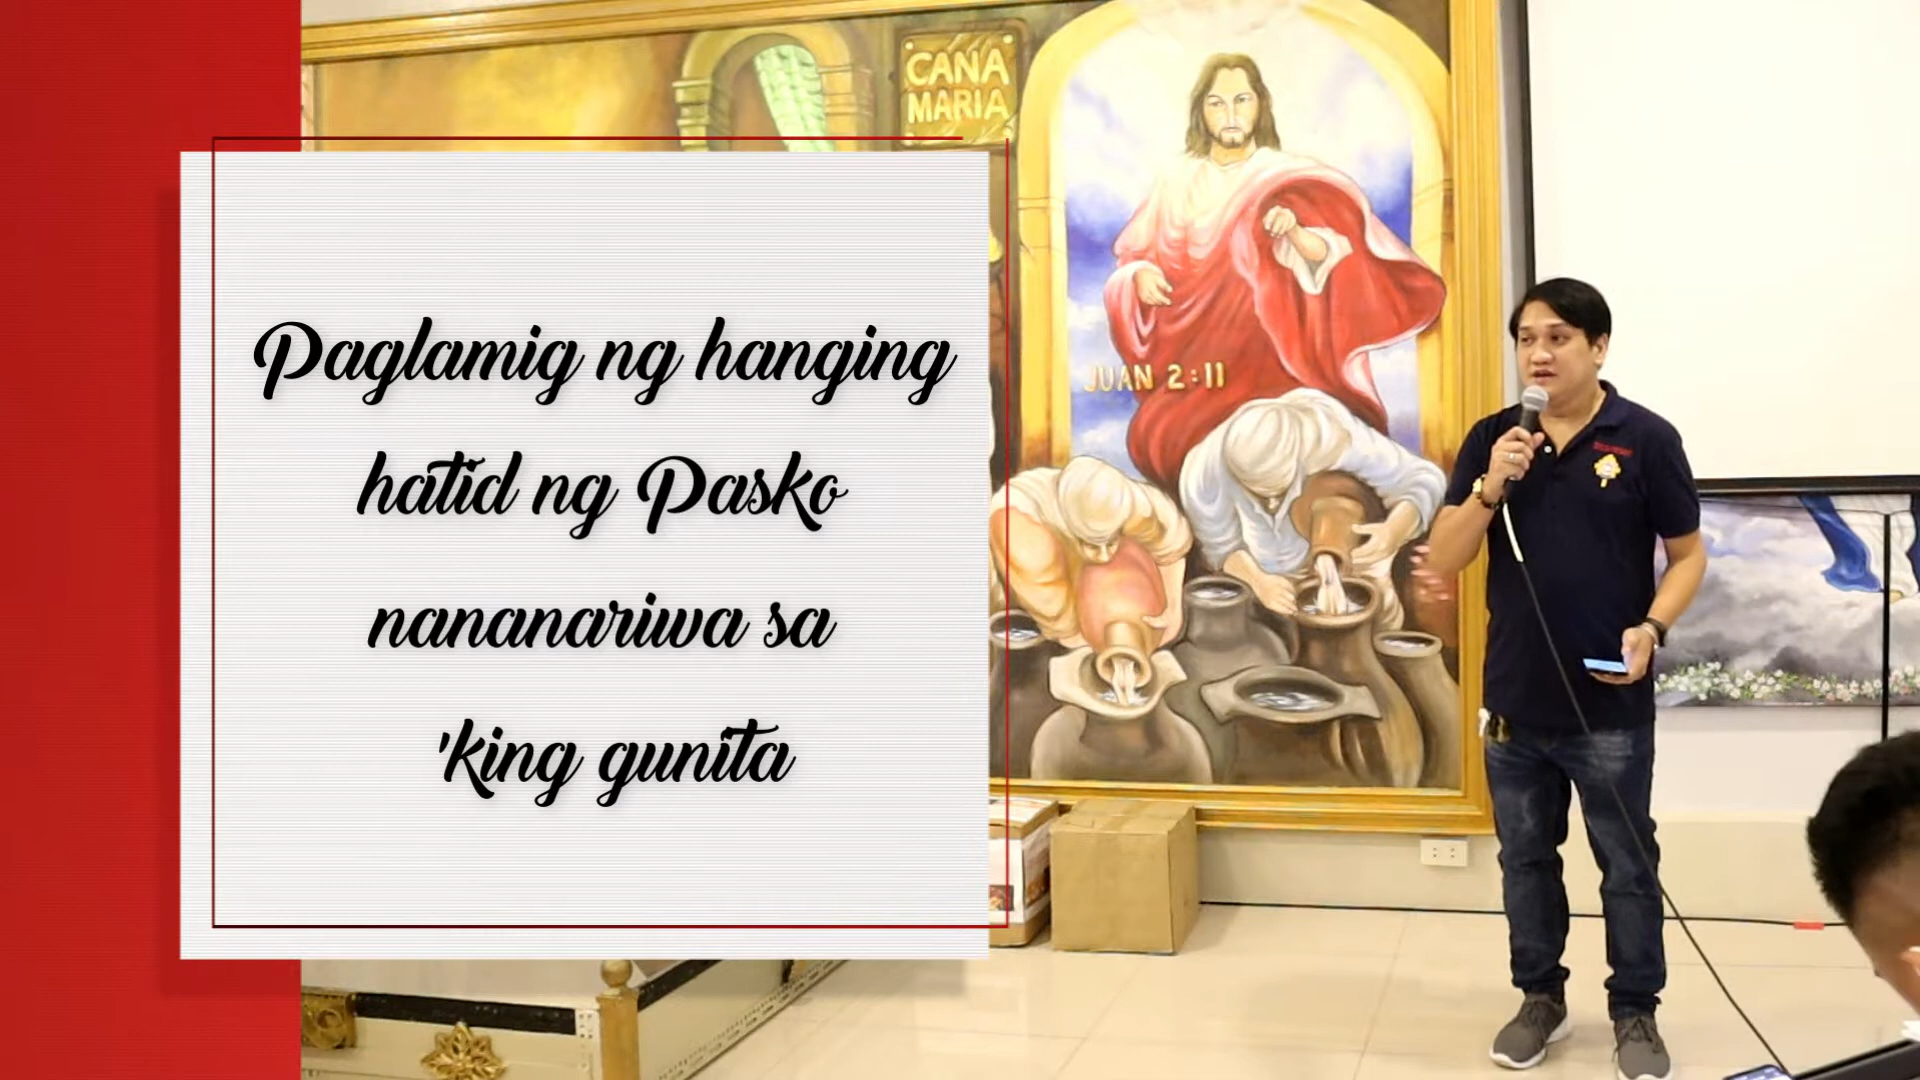 CANA
MARIA
JUAN 2:11
Paglamig ng hanging
hatid ng Pasko
nananariwa sa
'king gunita